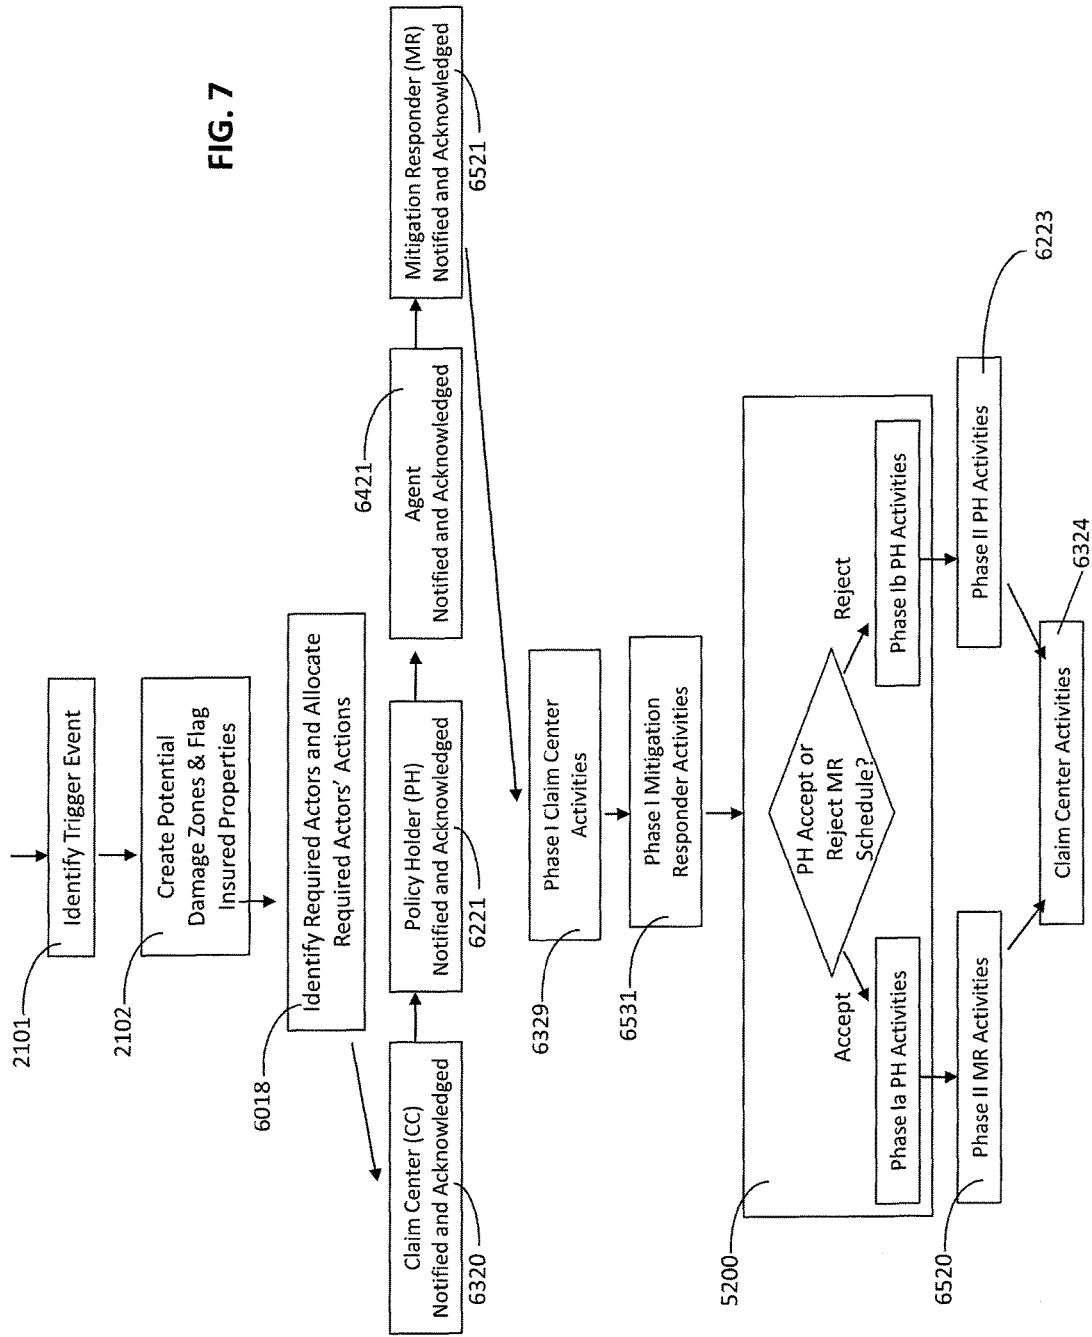 FIG. 7
2101
Identify Trigger Event
2102
Create Potential
Damage Zones & Flag
Insured Properties
6018
Identify Required Actors and Allocate
Required Actors' Actions
Claim Center (CC)
Notified and Acknowledged
6320
Policy Holder (PH)
Notified and Acknowledged
6221
6421
Agent
Notified and Acknowledged
Mitigation Responder (MR)
Notified and Acknowledged
6521
6329
Phase I Claim Center
Activities
6531
Phase I Mitigation
Responder Activities
5200
PH Accept or
Reject MR
Schedule?
Accept
Reject
Phase Ia PH Activities
Phase Ib PH Activities
6520
Phase II MR Activities
Phase II PH Activities
6223
Claim Center Activities
6324